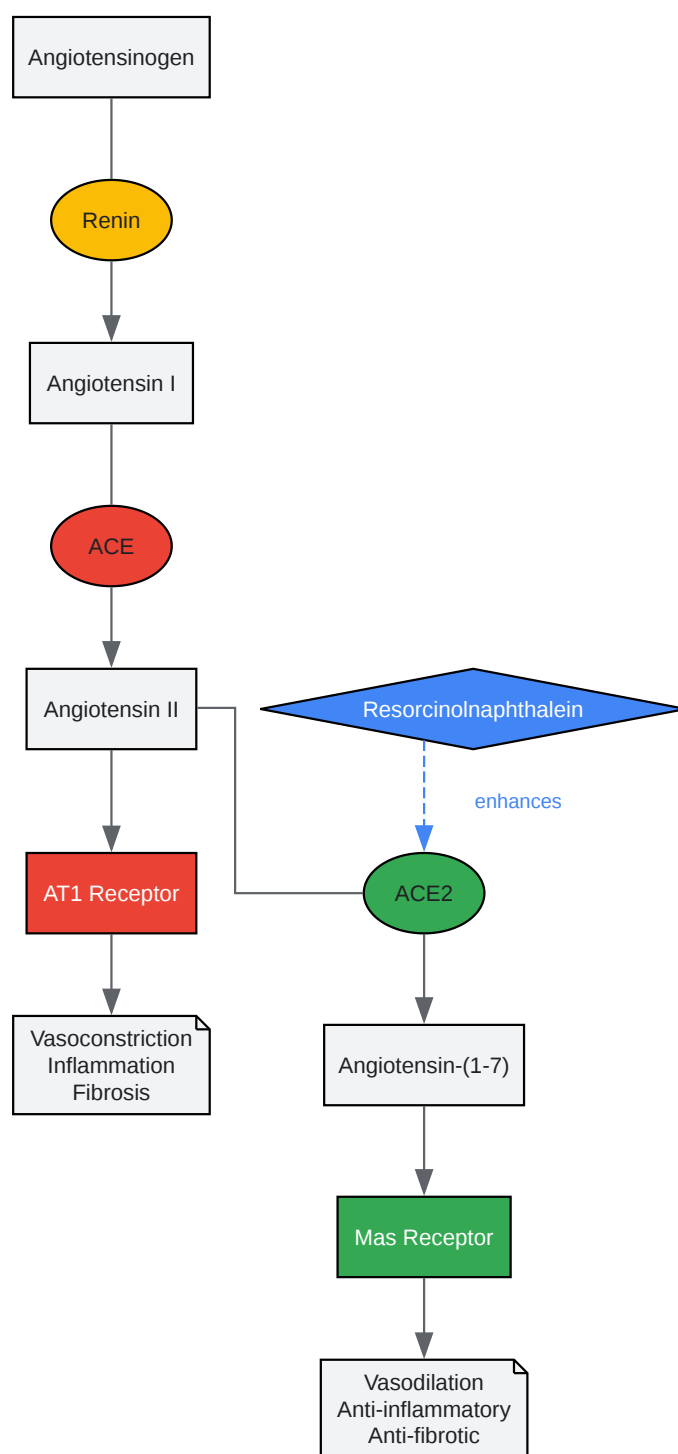 Angiotensinogen
Renin
Angiotensin I
ACE
Angiotensin II
Resorcinolnaphthalein
enhances
AT1 Receptor
ACE2
Vasoconstriction
Inflammation
Fibrosis
Angiotensin-(1-7)
Mas Receptor
Vasodilation
Anti-inflammatory
Anti-fibrotic